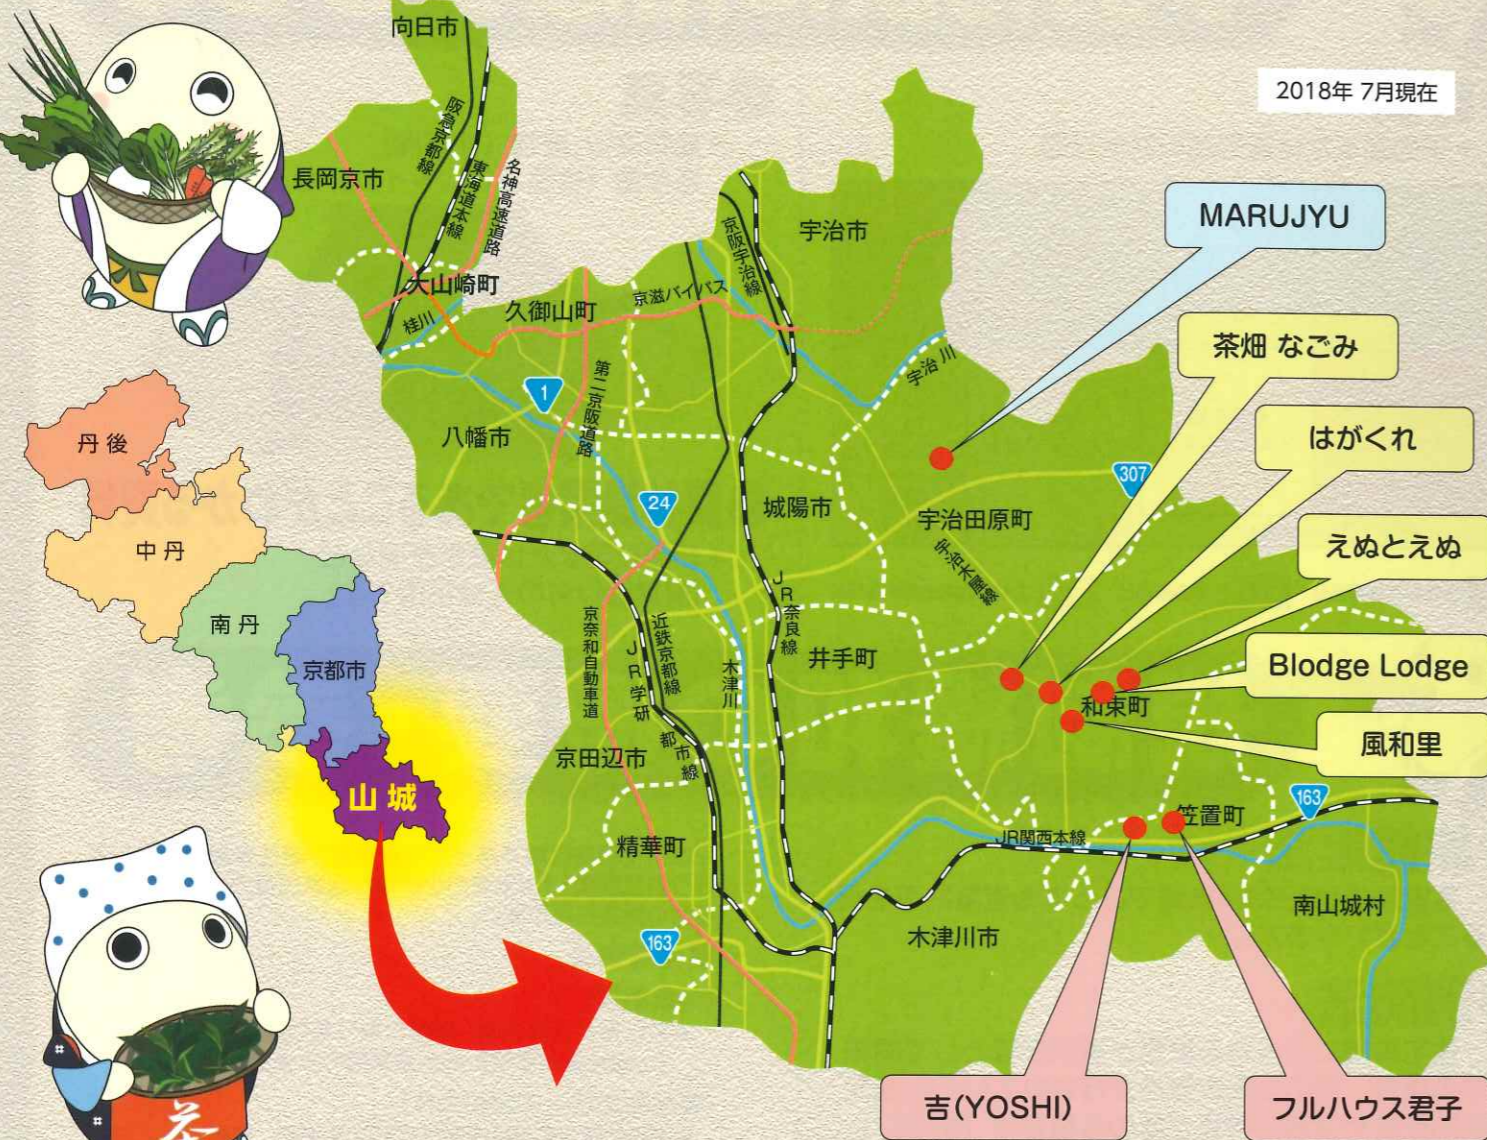 向日市
2018年 7月現在
阪急京都線
東海道本線
名神高速道路
長岡京市
MARUJYU
宇治市
京阪宇治線
大山崎町
久御山町
京滋バイパス
桂川
茶畑 なごみ
宇治川
第二京阪道路
1
八幡市
はがくれ
丹後
307
24
城陽市
宇治田原町
えぬとえぬ
中丹
宇治木屋線
JR奈良線
南丹
京奈和自動車道
近鉄京都線
JR学研都市線
木津川
井手町
Blodge Lodge
京都市
和束町
風和里
京田辺市
山城
163
笠置町
JR関西本線
精華町
南山城村
木津川市
163
吉(YOSHI)
フルハウス君子
茶